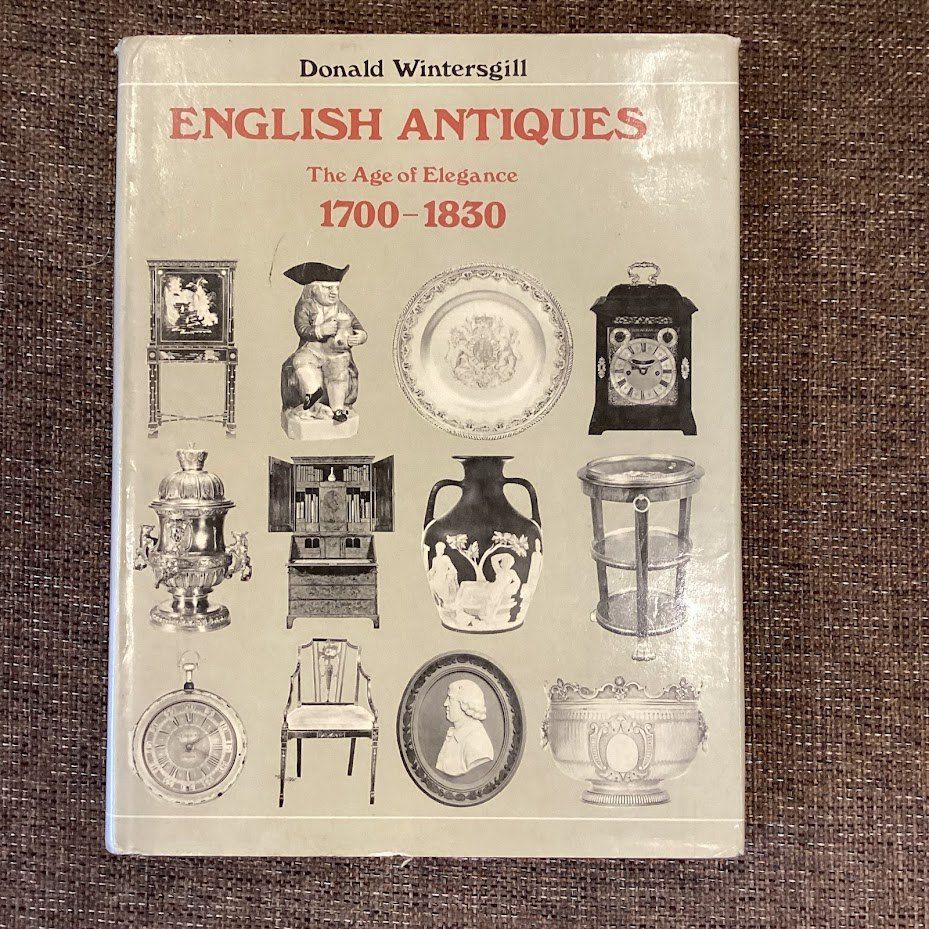 Donald Wintersgill
ENGLISH ANTIQUES
The Age of Elegance
1700–1830